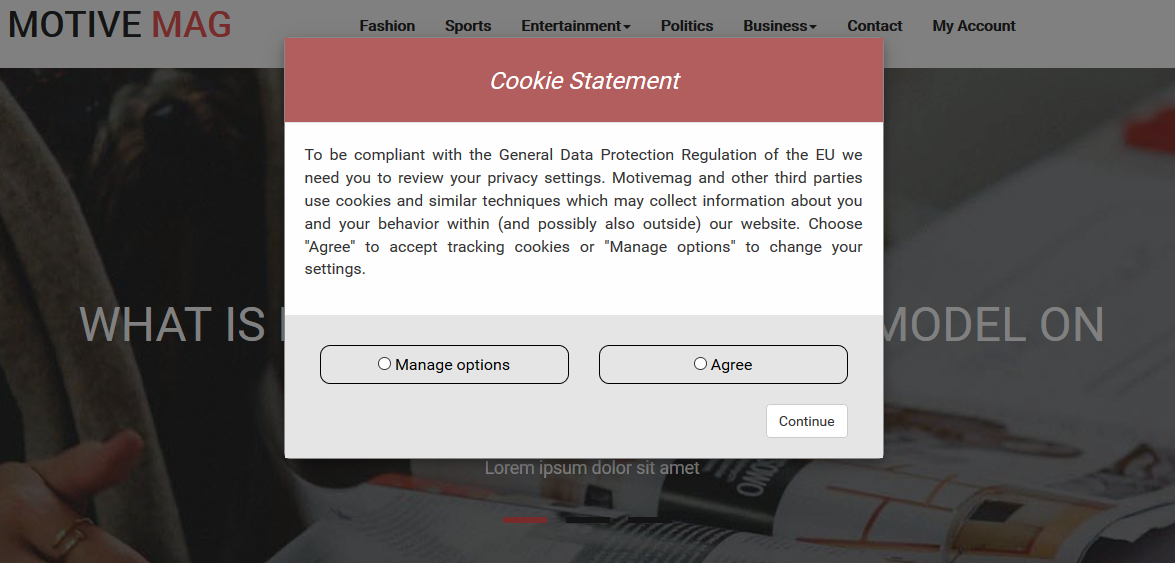 MOTIVE MAG
Fashion Sports Entertainment Politics Business Contact My Account
Cookie Statement
To be compliant with the General Data Protection Regulation of the EU we
need you to review your privacy settings. Motivemag and other third parties
use cookies and similar techniques which may collect information about you
and your behavior within (and possibly also outside) our website. Choose
"Agree" to accept tracking cookies or "Manage options" to change your
settings.
WHAT IS MODEL ON
Manage options Agree
Continue
Lorem ipsum dolor sit amet